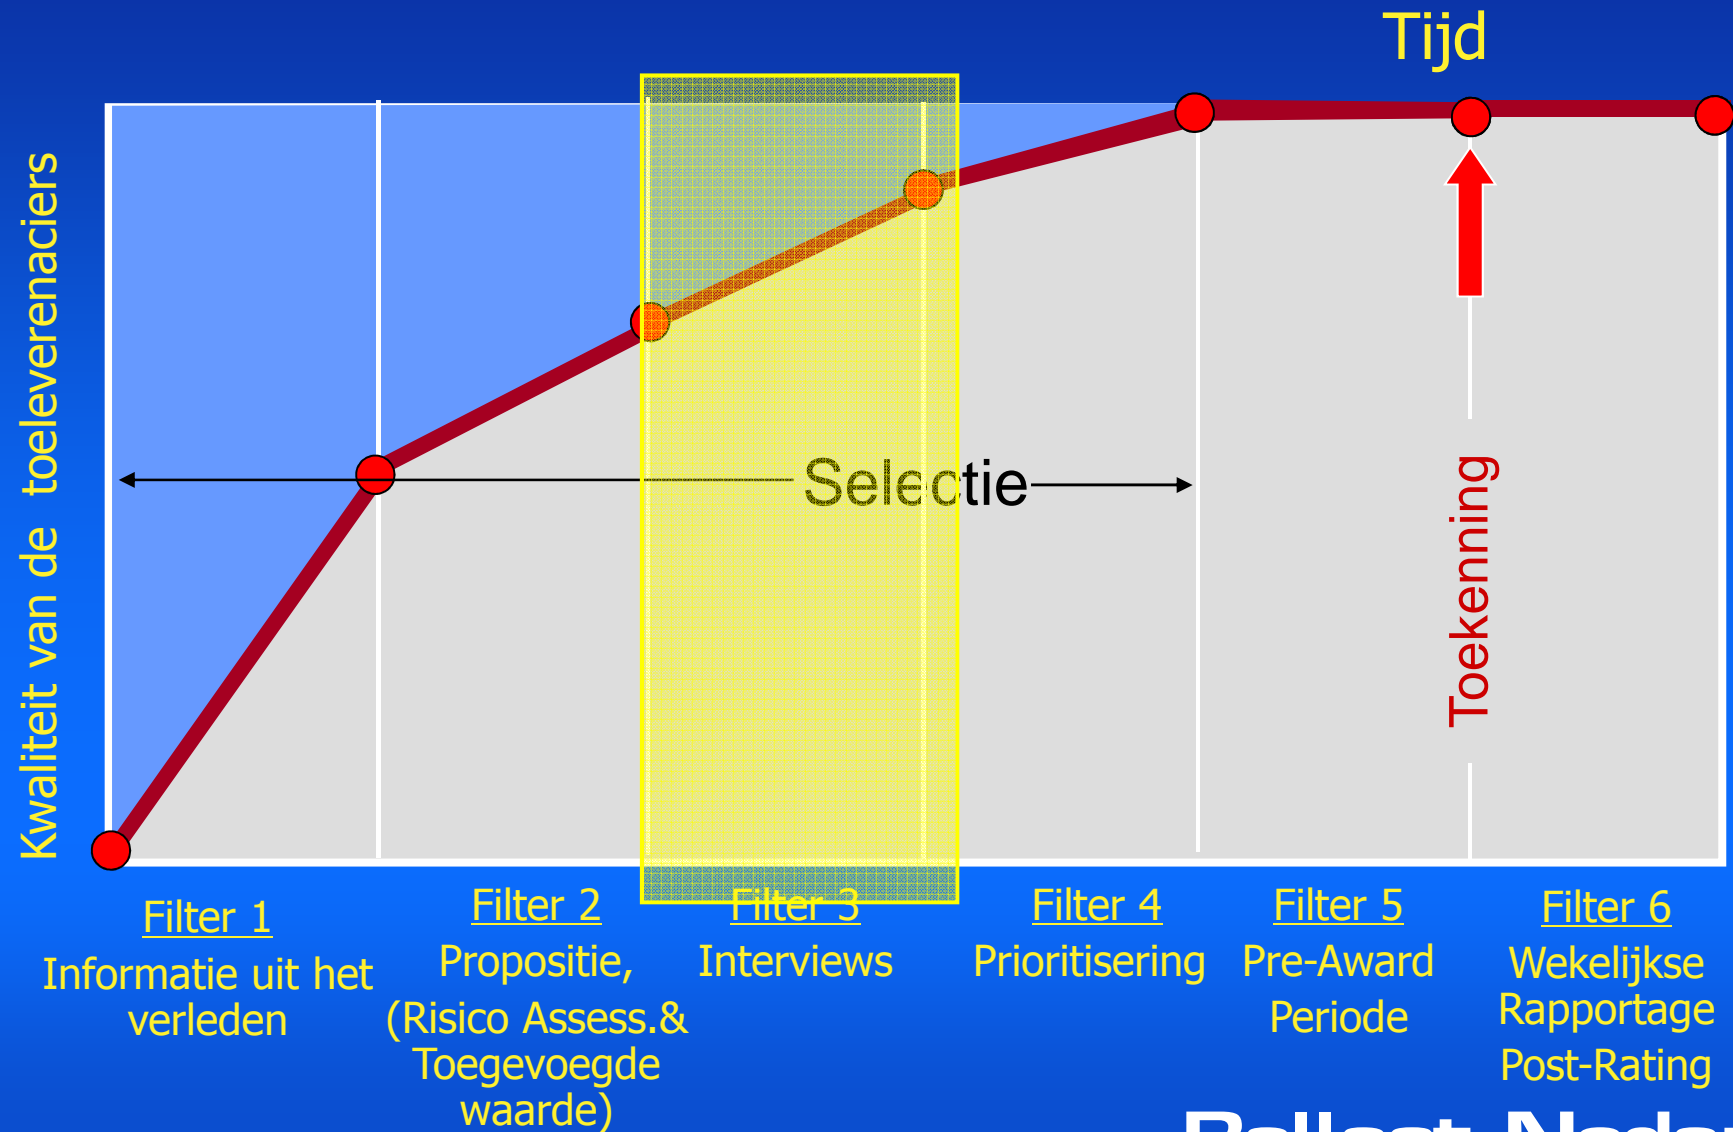 Tijd
Kwaliteit van de toeleverenaciers
Selectie
Toekenning
Filter 1
Informatie uit het
verleden
Filter 2
Propositie,
(Risico Assess.&
Toegevoegde
waarde)
Filter 3
Interviews
Filter 4
Prioritisering
Filter 5
Pre-Award
Periode
Filter 6
Wekelijkse
Rapportage
Post-Rating